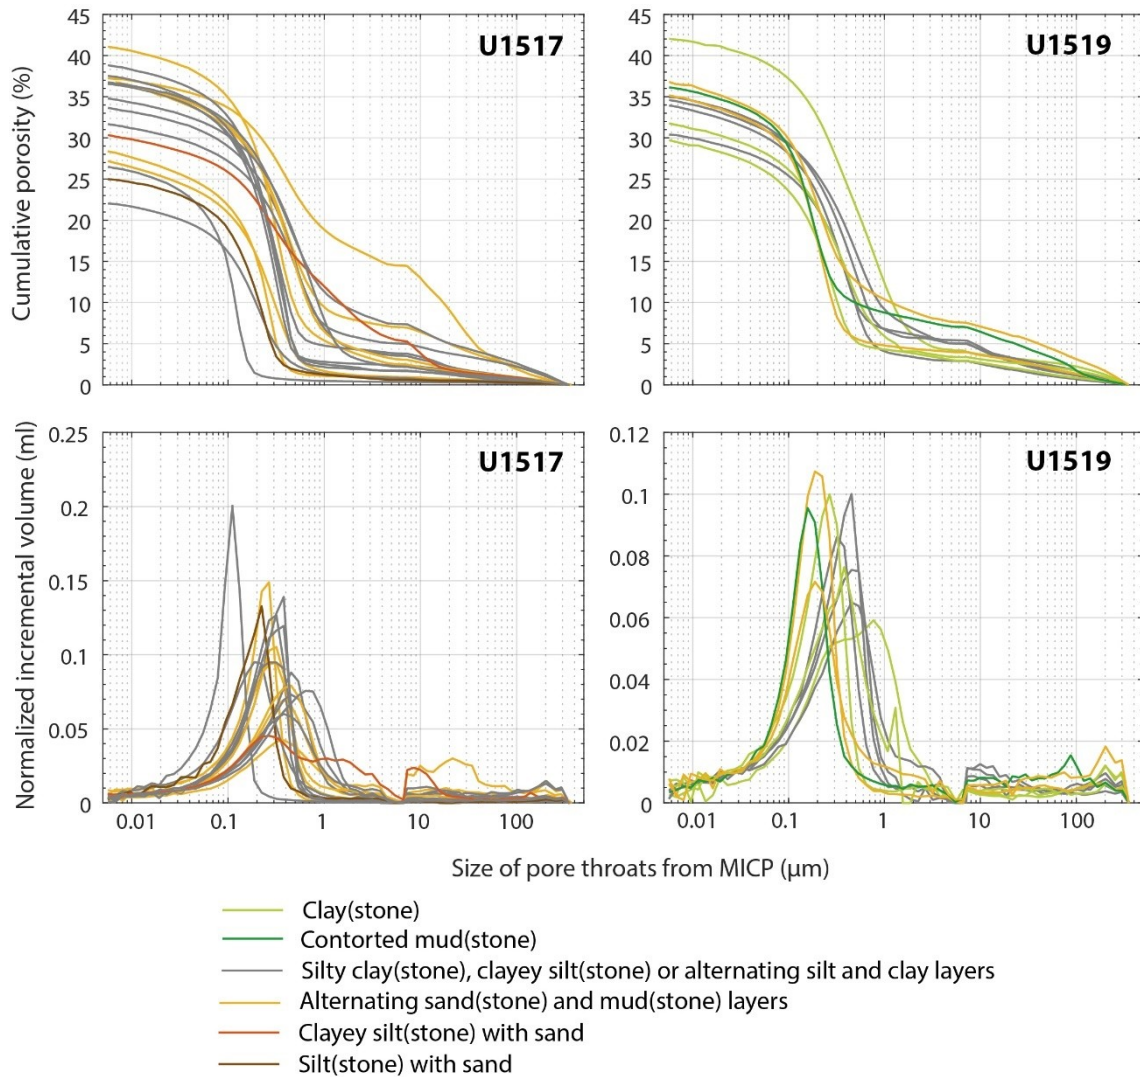 45
40
35
30
25
20
15
10
5
0
Cumulative porosity (%)
U1517
45
40
35
30
25
20
15
10
5
0
U1519
0.25
0.2
0.15
0.1
0.05
0
Normalized incremental volume (ml)
U1517
0.01 0.1 1 10 100
0.12
0.1
0.08
0.06
0.04
0.02
0
U1519
0.01 0.1 1 10 100
Size of pore throats from MICP (μm)
Clay(stone)
Contorted mud(stone)
Silty clay(stone), clayey silt(stone) or alternating silt and clay layers
Alternating sand(stone) and mud(stone) layers
Clayey silt(stone) with sand
Silt(stone) with sand